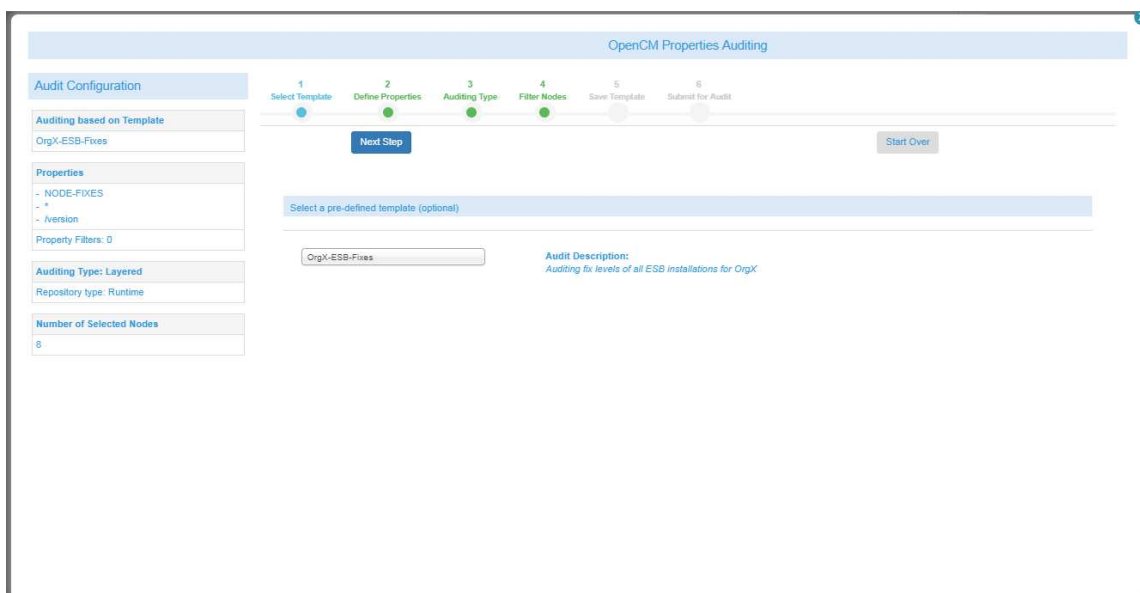 OpenCM Properties Auditing
Audit Configuration
Auditing based on Template
OrgX-ESB-Fixes
Properties
- NODE-FIXES
- *
- /version
Property Filters: 0
Auditing Type: Layered
Repository type: Runtime
Number of Selected Nodes
6
1 2 3 4 5 6
Select Template Define Properties Auditing Type Filter Nodes Save Template Submit for Audit
Next Step Start Over
Select a pre-defined template (optional)
OrgX-ESB-Fixes
Audit Description:
Auditing fix levels of all ESB installations for OrgX